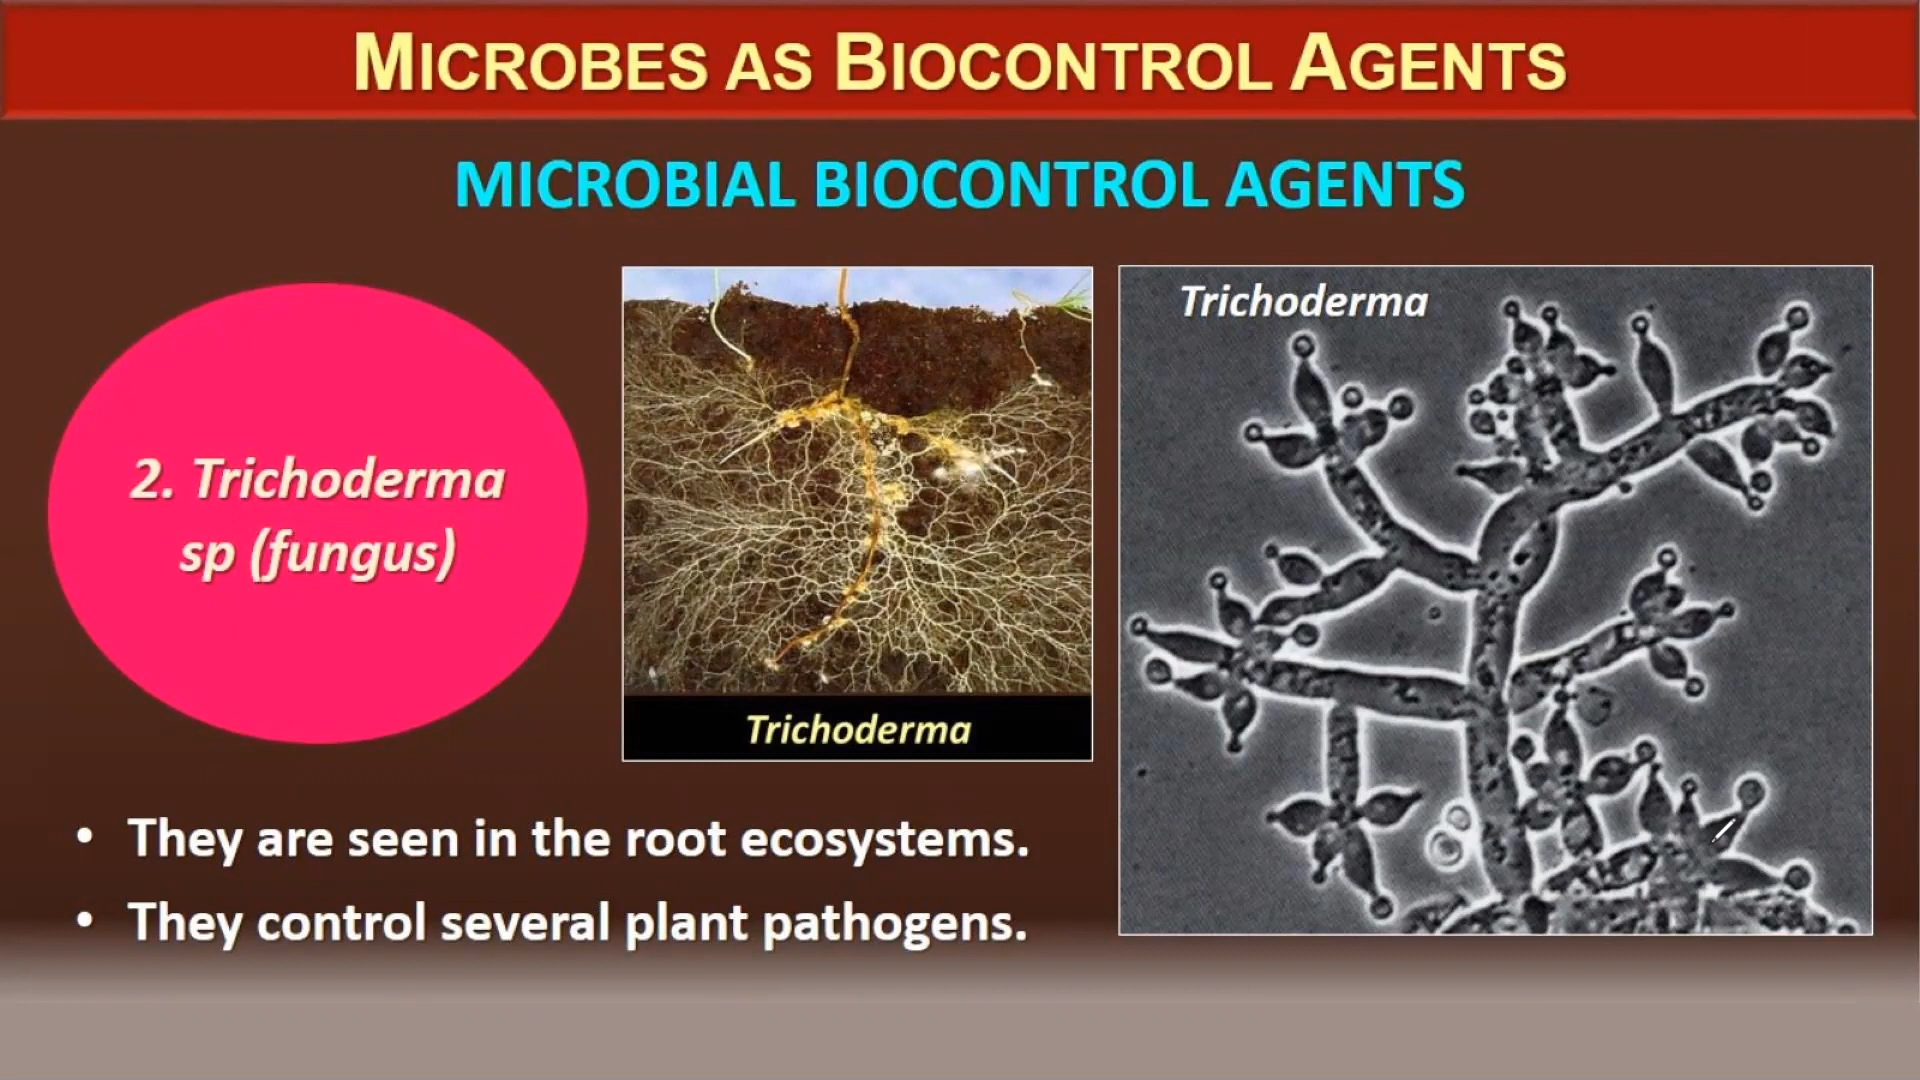 MICROBES AS BIOCONTROL AGENTS
MICROBIAL BIOCONTROL AGENTS
2. Trichoderma
sp (fungus)
Trichoderma
Trichoderma
• They are seen in the root ecosystems.
• They control several plant pathogens.